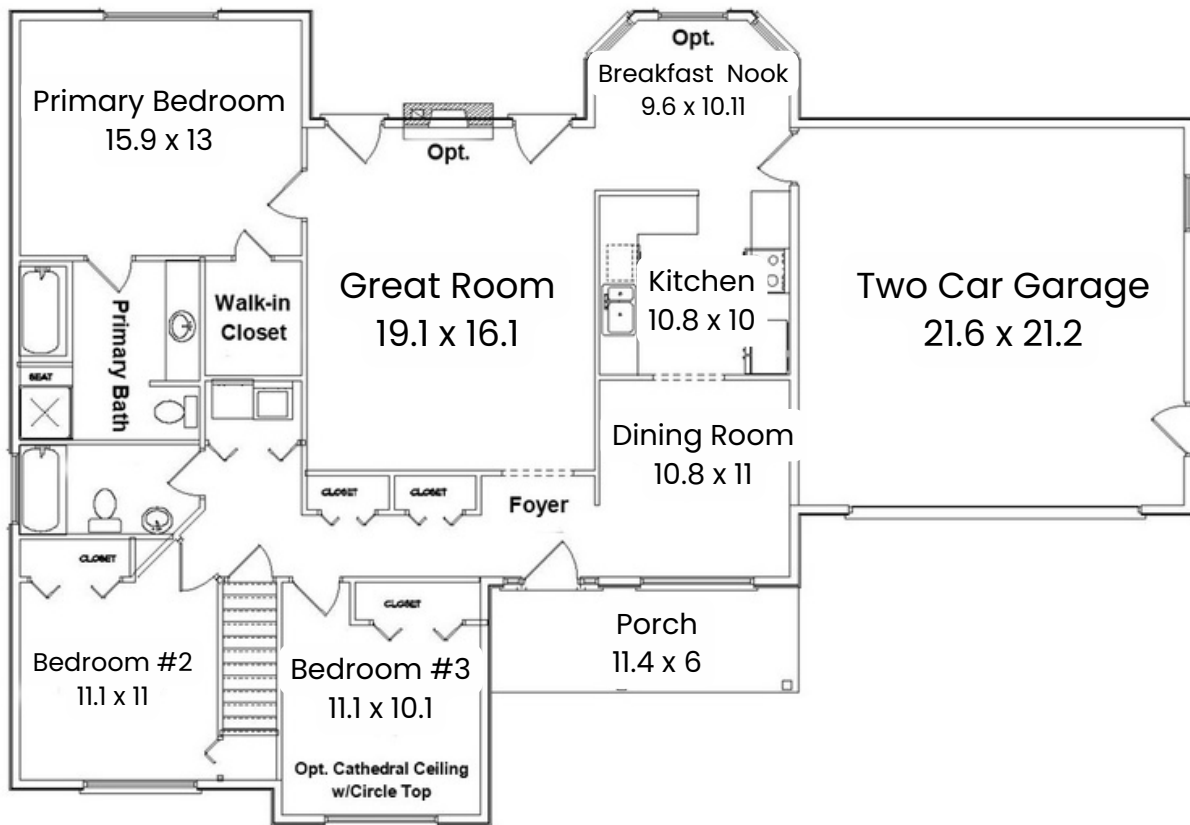 Opt.
Breakfast Nook
9.6 x 10.11
Primary Bedroom
15.9 x 13
Opt.
Great Room
19.1 x 16.1
Kitchen
10.8 x 10
Two Car Garage
21.6 x 21.2
Walk-in
Closet
Primary Bath
SEAT
Dining Room
10.8 x 11
CLOSET
CLOSET
Foyer
CLOSET
CLOSET
Porch
11.4 x 6
Bedroom #2
11.1 x 11
Bedroom #3
11.1 x 10.1
Opt. Cathedral Ceiling
w/Circle Top